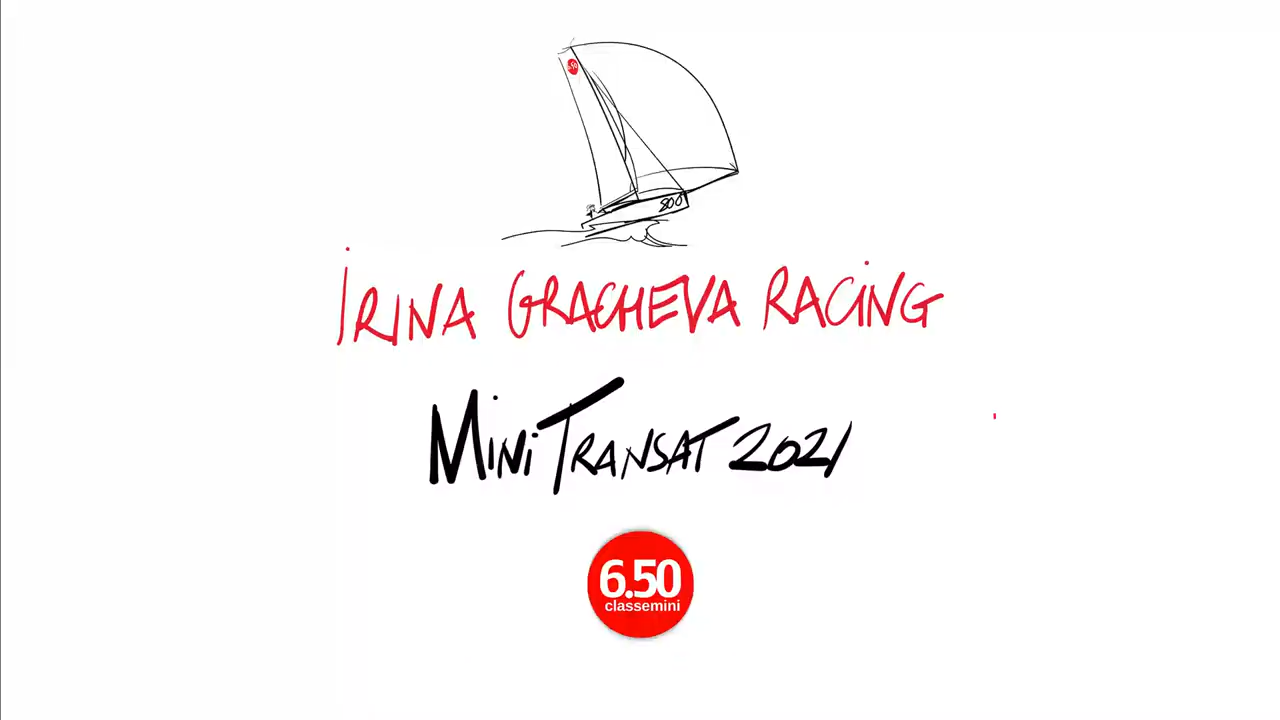 800
IRINA GRACHEVA RACING
MINI TRANSAT 2021
6.50
classemini